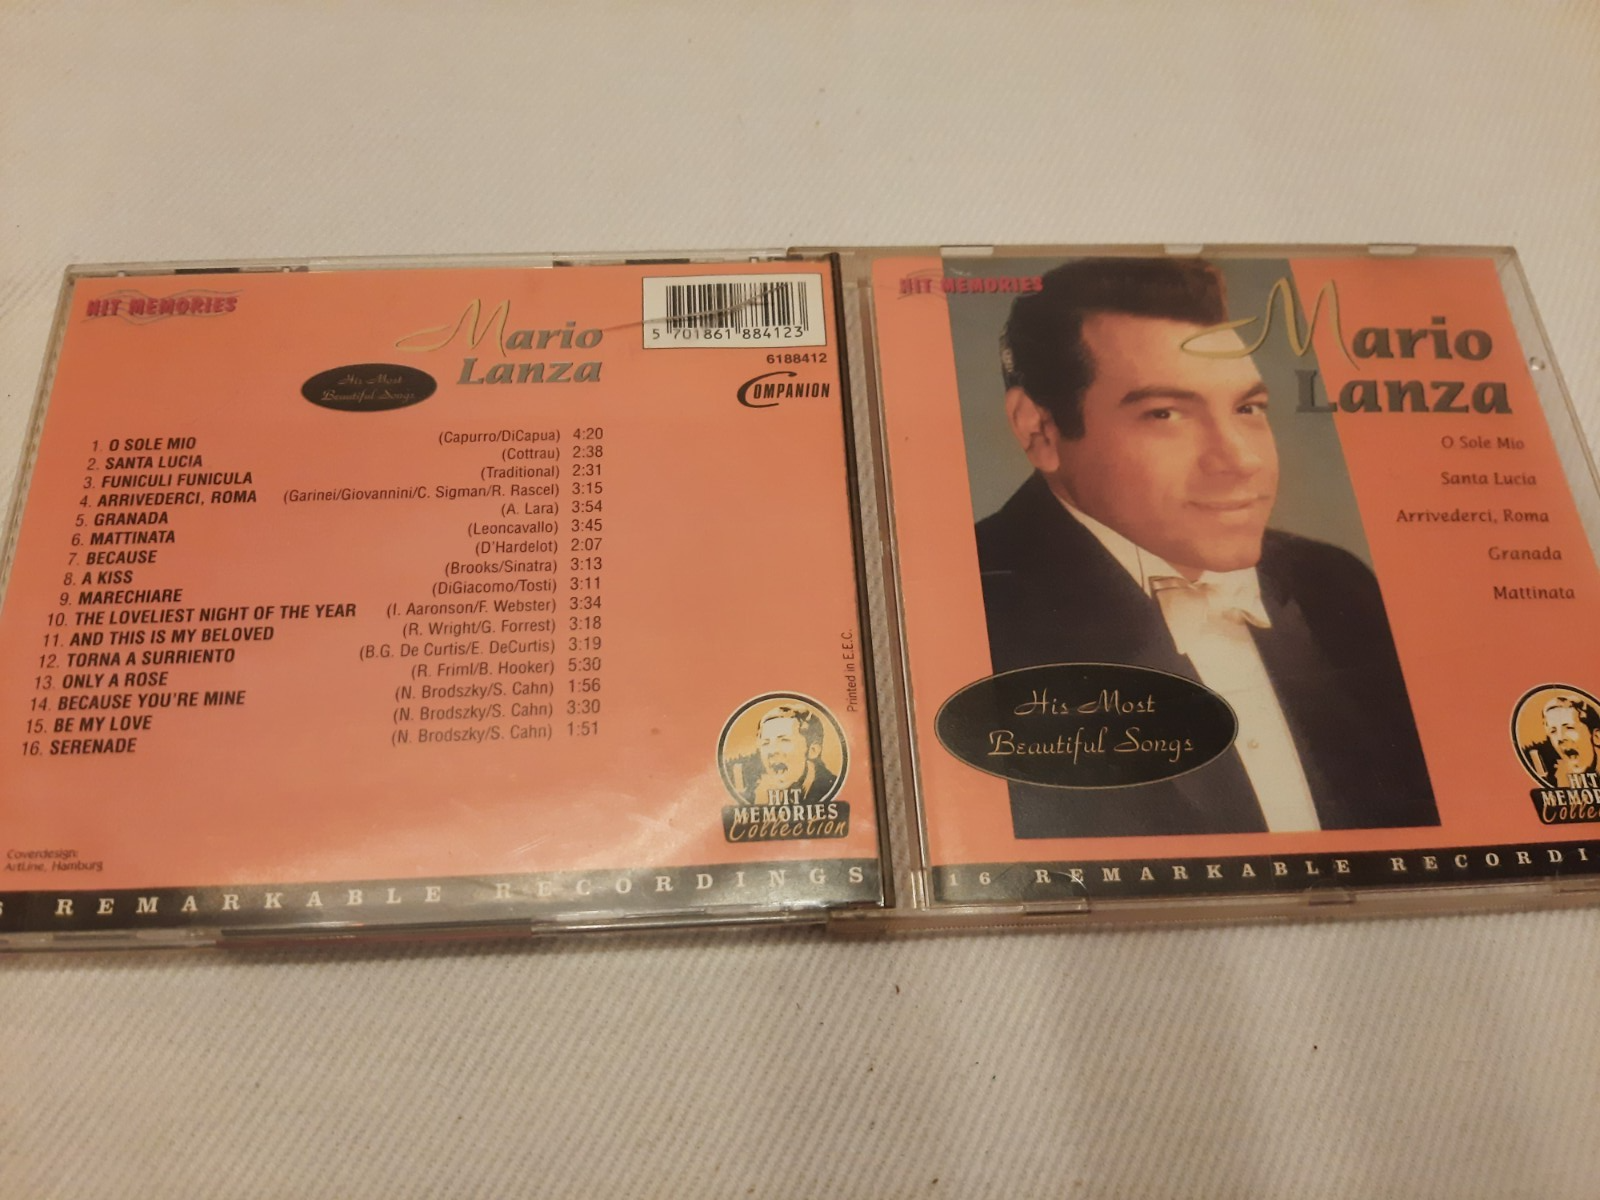 HIT MEMORIES
Mario
Lanza
His Most
Beautiful Songs
5 701861 884123
6188412
COMPANION
1. O SOLE MIO (Capurro/DiCapua) 4:20
2. SANTA LUCIA (Cottrau) 2:38
3. FUNICULI FUNICULA (Traditional) 2:31
4. ARRIVEDERCI, ROMA (Garinei/Giovannini/C. Sigman/R. Rascel) 3:15
5. GRANADA (A. Lara) 3:54
6. MATTINATA (Leoncavallo) 3:45
7. BECAUSE (D'Hardelot) 2:07
8. A KISS (Brooks/Sinatra) 3:13
9. MARECHIARE (DiGiacomo/Tosti) 3:11
10. THE LOVELIEST NIGHT OF THE YEAR (I. Aaronson/F. Webster) 3:34
11. AND THIS IS MY BELOVED (R. Wright/G. Forrest) 3:18
12. TORNA A SURRIENTO (B.G. De Curtis/E. DeCurtis) 3:19
13. ONLY A ROSE (R. Friml/B. Hooker) 5:30
14. BECAUSE YOU'RE MINE (N. Brodszky/S. Cahn) 1:56
15. BE MY LOVE (N. Brodszky/S. Cahn) 3:30
16. SERENADE (N. Brodszky/S. Cahn) 1:51
Printed in E.E.C.
HIT
MEMORIES
Collection
Coverdesign:
ArtLine, Hamburg
6 REMARKABLE RECORDINGS
HIT MEMORIES
Mario
Lanza
O Sole Mio
Santa Lucia
Arrivederci, Roma
Granada
Mattinata
His Most
Beautiful Songs
HIT
MEMO
Colle
16 REMARKABLE RECORDI